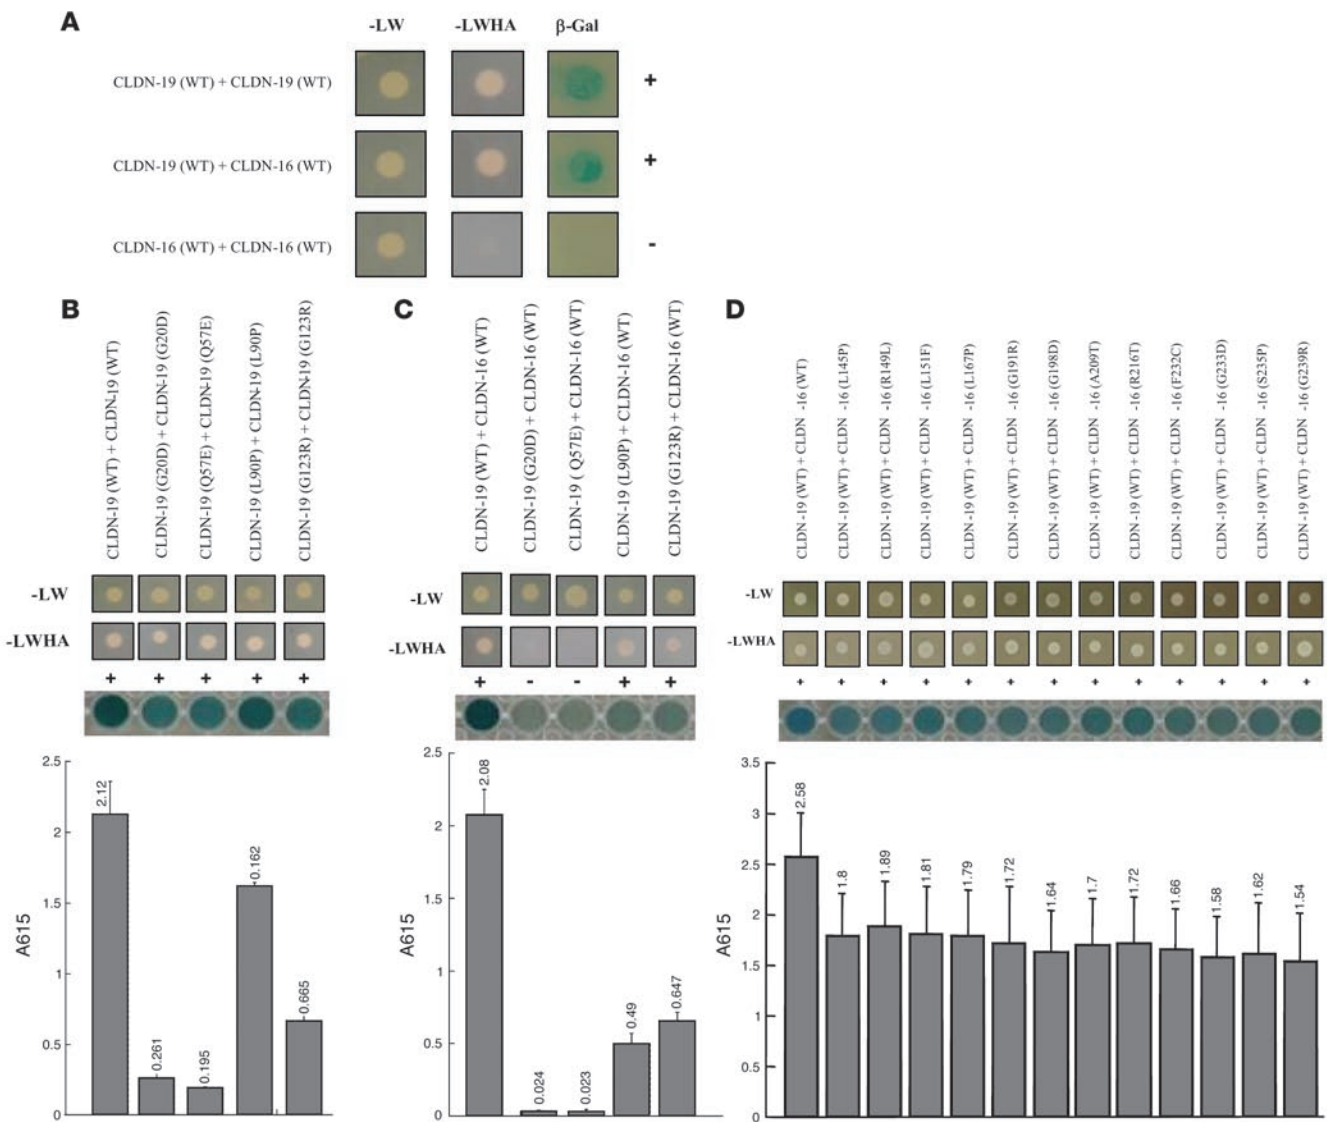 A
-LW -LWHA β-Gal
CLDN-19 (WT) + CLDN-19 (WT) +
CLDN-19 (WT) + CLDN-16 (WT) +
CLDN-16 (WT) + CLDN-16 (WT) -
B
CLDN-19 (WT) + CLDN-19 (WT)
CLDN-19 (G20D) + CLDN-19 (G20D)
CLDN-19 (Q57E) + CLDN-19 (Q57E)
CLDN-19 (L90P) + CLDN-19 (L90P)
CLDN-19 (G123R) + CLDN-19 (G123R)
-LW
-LWHA
+ + + + +
2.5
2
1.5
1
0.5
0
A615
2.12
0.261
0.195
0.162
0.665
C
CLDN-19 (WT) + CLDN-16 (WT)
CLDN-19 (G20D) + CLDN-16 (WT)
CLDN-19 ( Q57E) + CLDN-16 (WT)
CLDN-19 (L90P) + CLDN-16 (WT)
CLDN-19 (G123R) + CLDN-16 (WT)
-LW
-LWHA
+ - - + +
2.5
2
1.5
1
0.5
0
A615
2.08
0.024
0.023
0.49
0.647
D
CLDN-19 (WT) + CLDN -16 (WT)
CLDN-19 (WT) + CLDN -16 (L145P)
CLDN-19 (WT) + CLDN -16 (R149L)
CLDN-19 (WT) + CLDN -16 (L151F)
CLDN-19 (WT) + CLDN -16 (L167P)
CLDN-19 (WT) + CLDN -16 (G191R)
CLDN-19 (WT) + CLDN -16 (G198D)
CLDN-19 (WT) + CLDN -16 (A209T)
CLDN-19 (WT) + CLDN -16 (R216T)
CLDN-19 (WT) + CLDN -16 (F232C)
CLDN-19 (WT) + CLDN -16 (G233D)
CLDN-19 (WT) + CLDN -16 (S235P)
CLDN-19 (WT) + CLDN -16 (G239R)
-LW
-LWHA
+ + + + + + + + + + + + +
3.5
3
2.5
2
1.5
1
0.5
0
A615
2.58
1.8
1.89
1.81
1.79
1.72
1.64
1.7
1.72
1.66
1.58
1.62
1.54